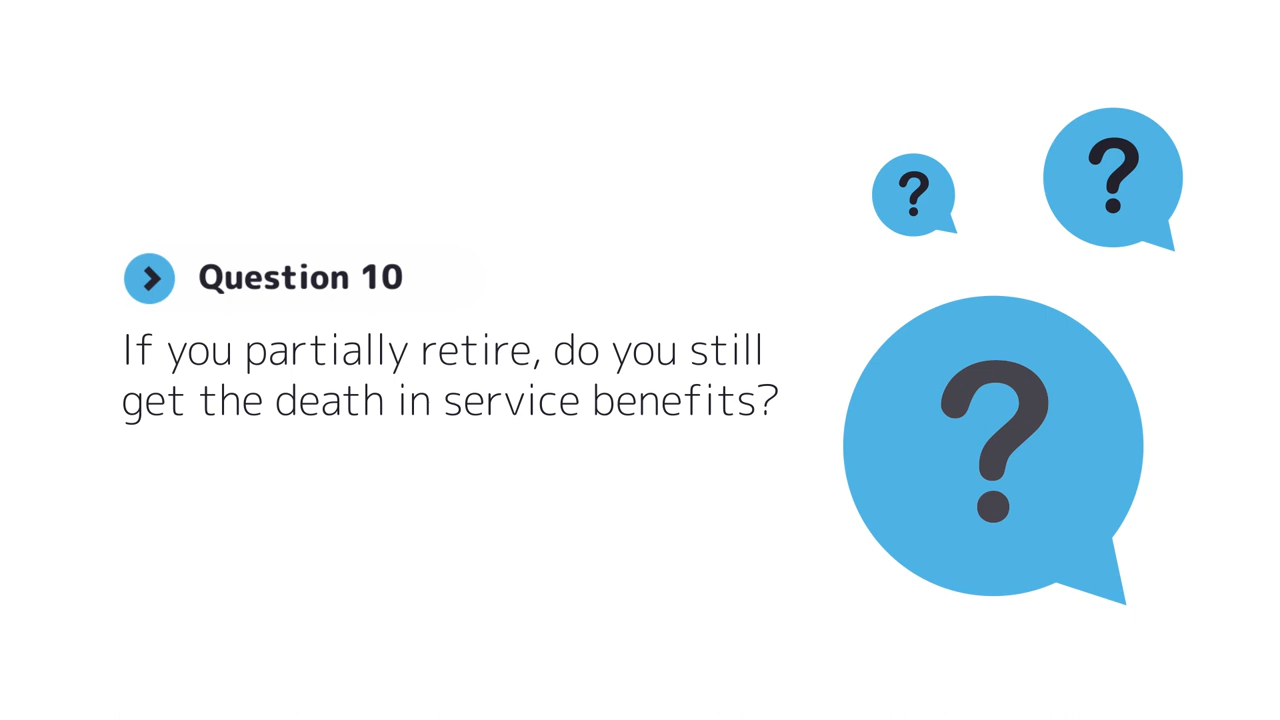 Question 10
If you partially retire, do you still
get the death in service benefits?
?
?
?